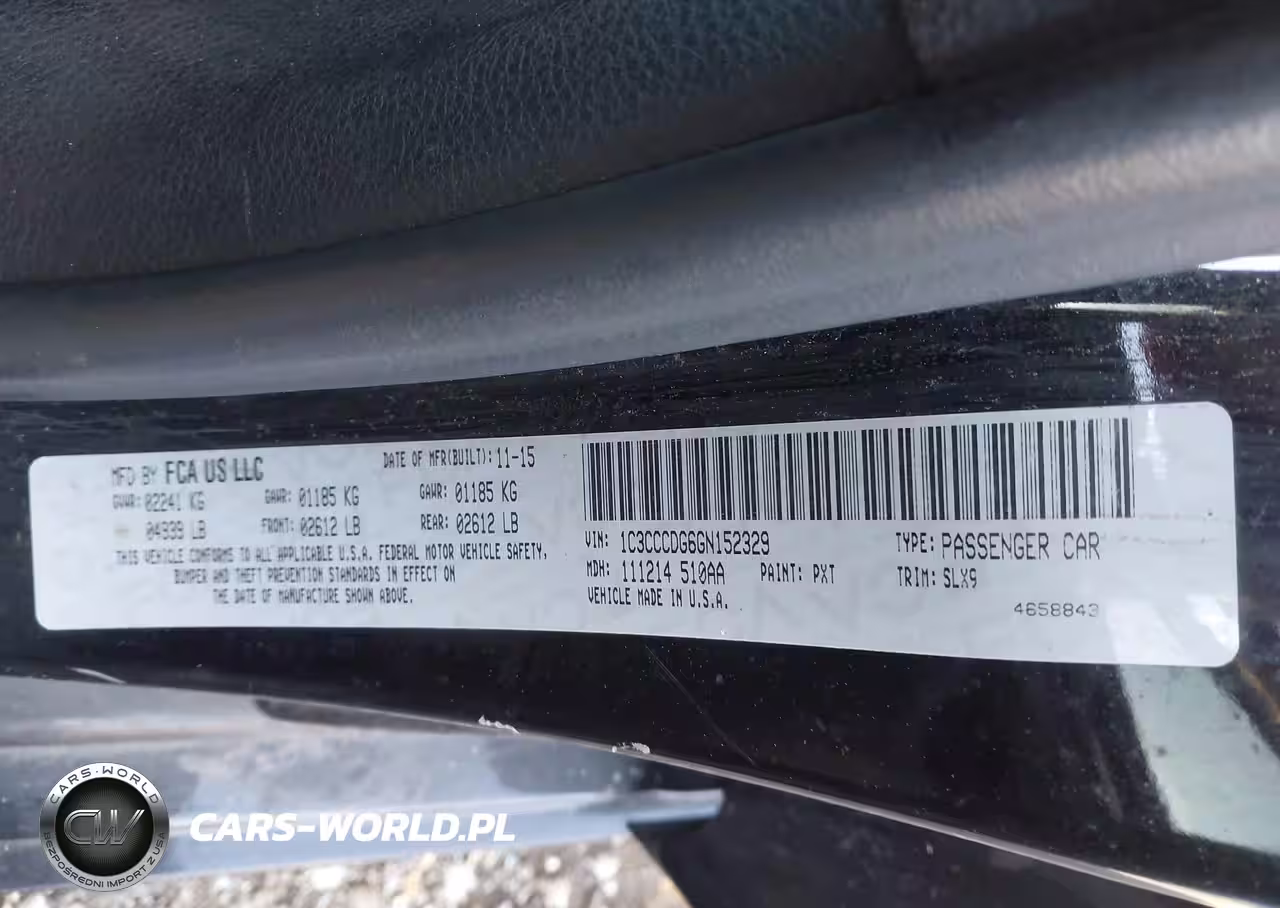 MFD BY FCA US LLC DATE OF MFR(BUILT): 11-15
GVWR: 02241 KG GAWR: 01185 KG GAWR: 01185 KG
04939 LB FRONT: 02612 LB REAR: 02612 LB
THIS VEHICLE CONFORMS TO ALL APPLICABLE U.S.A. FEDERAL MOTOR VEHICLE SAFETY,
BUMPER AND THEFT PREVENTION STANDARDS IN EFFECT ON
THE DATE OF MANUFACTURE SHOWN ABOVE.
VIN: 1C3CCCDG6GN152329 TYPE: PASSENGER CAR
MDH: 111214 510AA PAINT: PXT TRIM: SLX9
VEHICLE MADE IN U.S.A.
4658843
CARS-WORLD
CW
BEZPOŚREDNI IMPORT Z USA
CARS-WORLD.PL